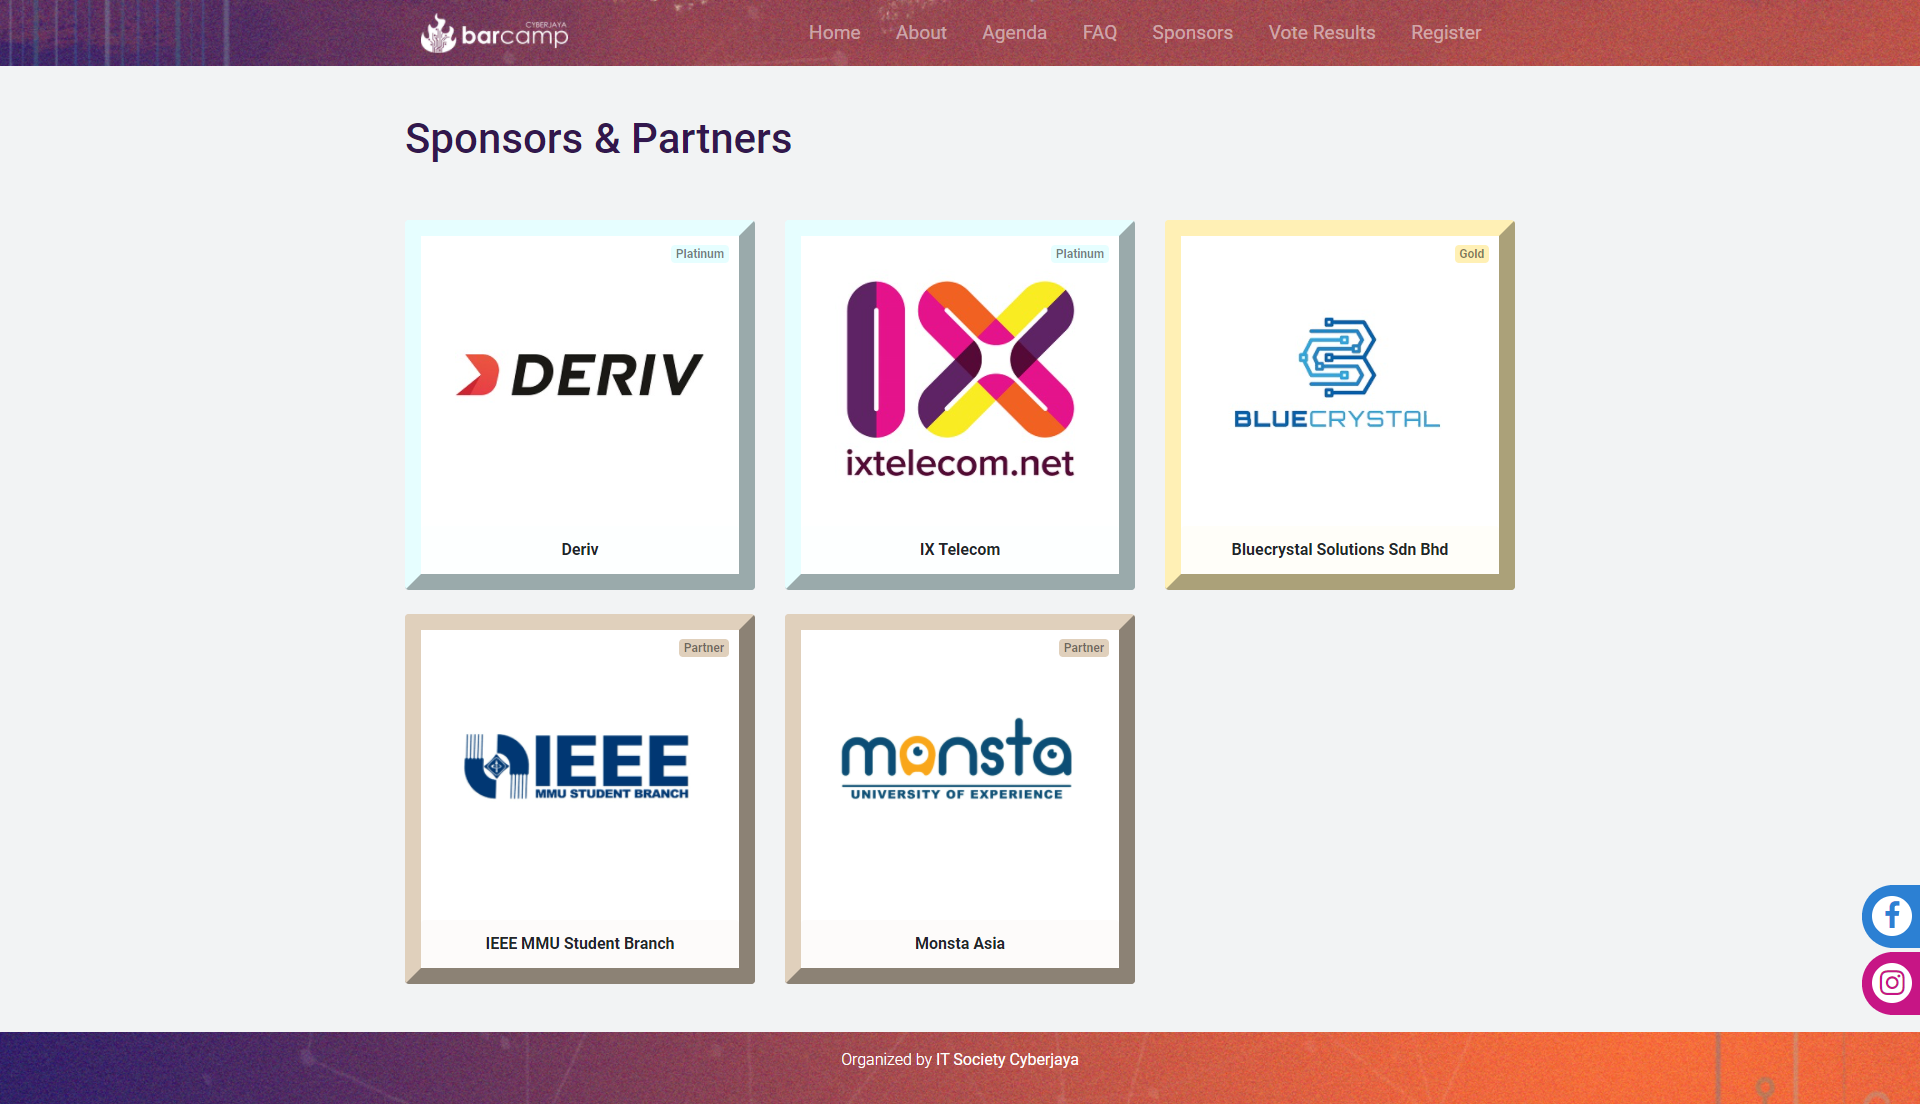 CYBERJAYA
barcamp
Home About Agenda FAQ Sponsors Vote Results Register
Sponsors & Partners
Platinum
DERIV
Deriv
Platinum
IX
ixtelecom.net
IX Telecom
Gold
BLUECRYSTAL
Bluecrystal Solutions Sdn Bhd
Partner
IEEE
MMU STUDENT BRANCH
IEEE MMU Student Branch
Partner
monsta
UNIVERSITY OF EXPERIENCE
Monsta Asia
Organized by IT Society Cyberjaya